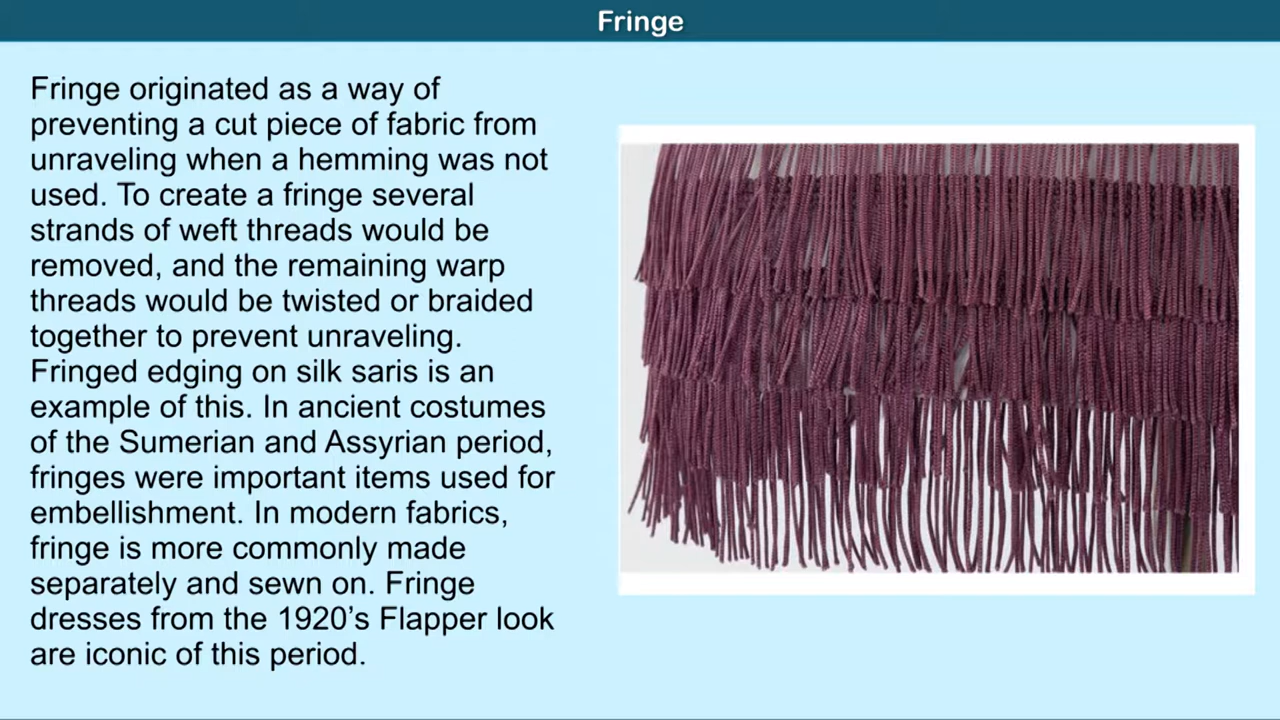 Fringe
Fringe originated as a way of
preventing a cut piece of fabric from
unraveling when a hemming was not
used. To create a fringe several
strands of weft threads would be
removed, and the remaining warp
threads would be twisted or braided
together to prevent unraveling.
Fringed edging on silk saris is an
example of this. In ancient costumes
of the Sumerian and Assyrian period,
fringes were important items used for
embellishment. In modern fabrics,
fringe is more commonly made
separately and sewn on. Fringe
dresses from the 1920’s Flapper look
are iconic of this period.